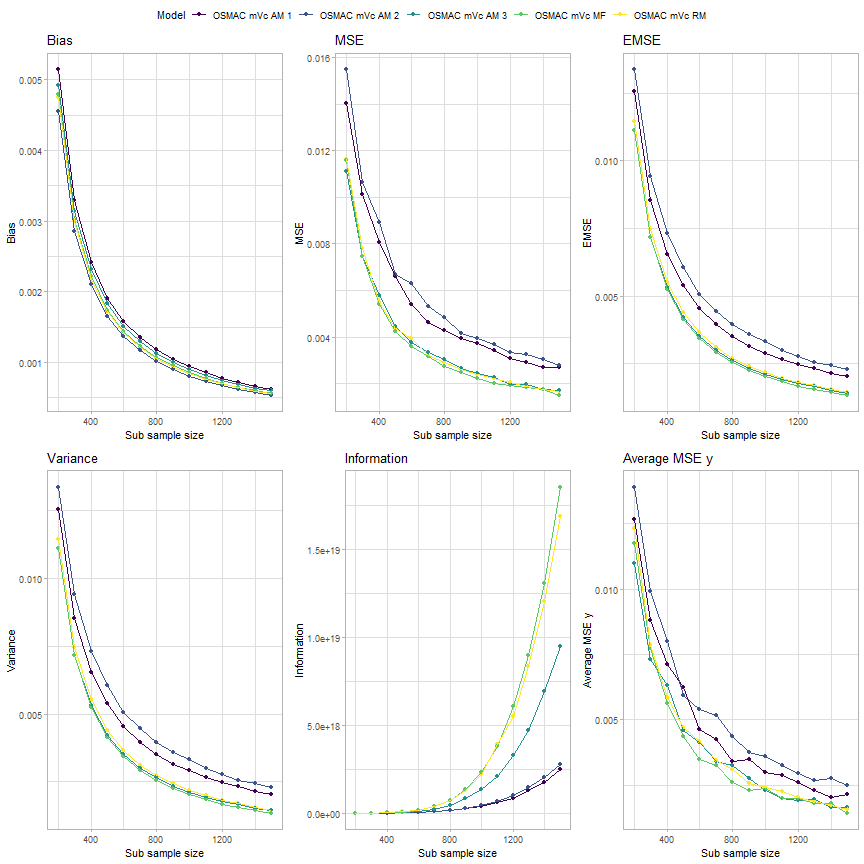 Model OSMAC mVc AM 1 OSMAC mVc AM 2 OSMAC mVc AM 3 OSMAC mVc MF OSMAC mVc RM
Bias
0.005
0.004
0.003
0.002
0.001
Bias
400 800 1200
Sub sample size
MSE
0.016
0.012
0.008
0.004
MSE
400 800 1200
Sub sample size
EMSE
0.010
0.005
EMSE
400 800 1200
Sub sample size
Variance
0.010
0.005
Variance
400 800 1200
Sub sample size
Information
1.5e+19
1.0e+19
5.0e+18
0.0e+00
Information
400 800 1200
Sub sample size
Average MSE y
0.010
0.005
Average MSE y
400 800 1200
Sub sample size